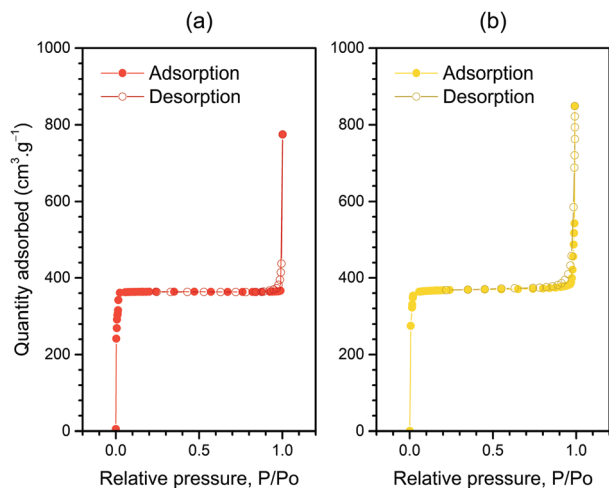 (a)
(b)
1000
800
600
400
200
0
Quantity adsorbed (cm³.g⁻¹)
Adsorption
Desorption
0.0
0.5
1.0
Relative pressure, P/Po
1000
800
600
400
200
0
Adsorption
Desorption
0.0
0.5
1.0
Relative pressure, P/Po